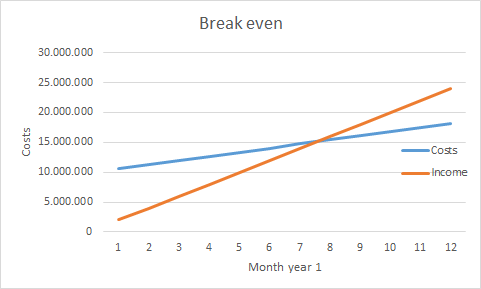 Break even
30.000.000
25.000.000
20.000.000
15.000.000
10.000.000
5.000.000
0
Costs
Costs
Income
1 2 3 4 5 6 7 8 9 10 11 12
Month year 1